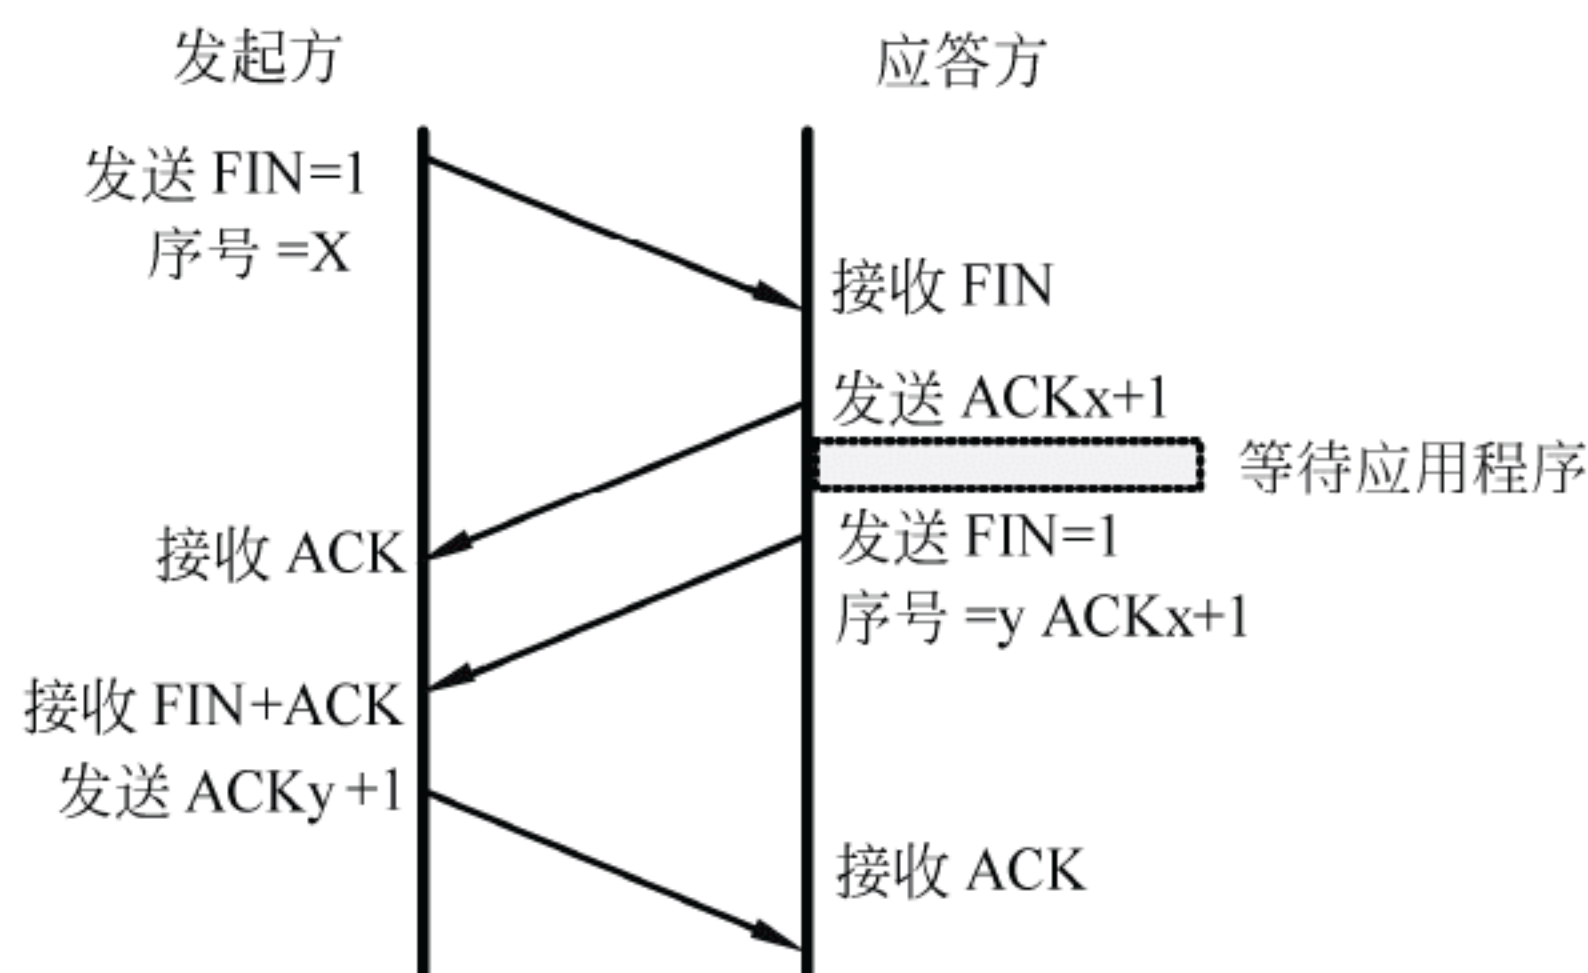 发起方
应答方
发送 FIN=1
序号 =X
接收 FIN
发送 ACKx+1
等待应用程序
接收 ACK
发送 FIN=1
序号 =y ACKx+1
接收 FIN+ACK
发送 ACKy +1
接收 ACK